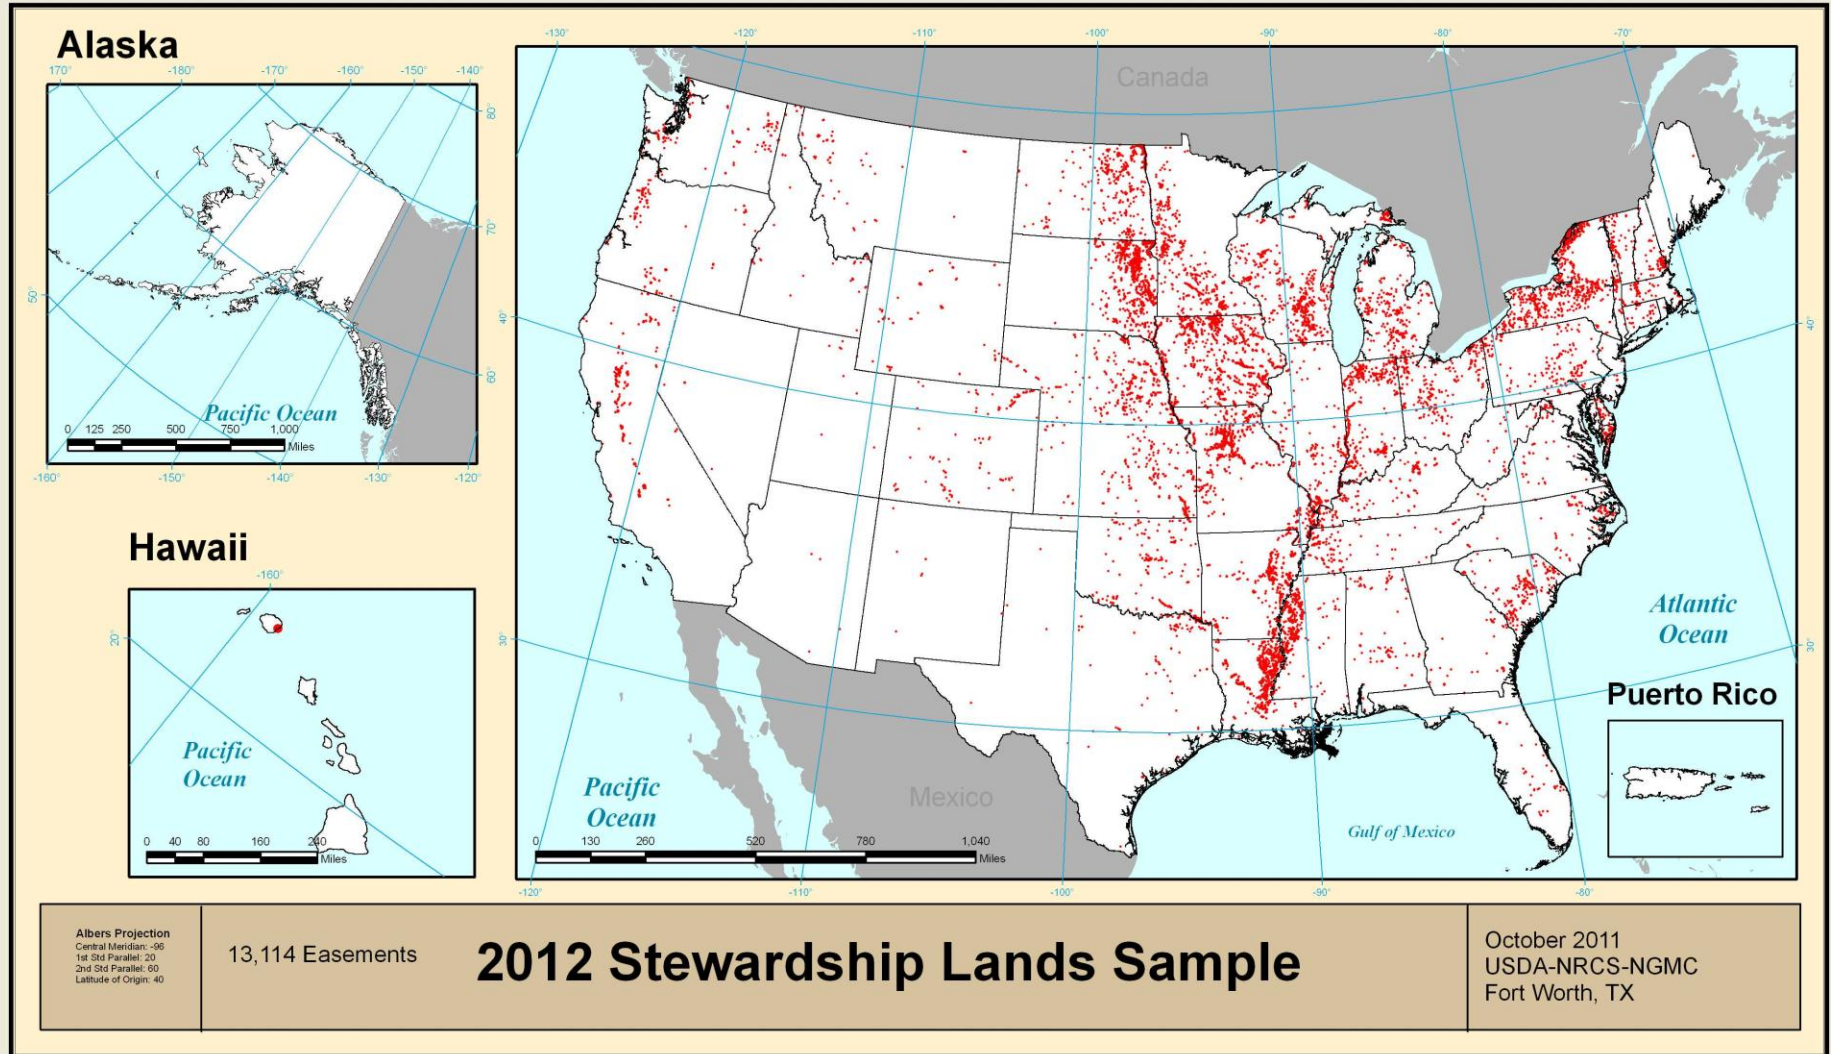 Alaska
170°
-180°
-170°
-160°
-150°
-140°
80°
70°
60°
50°
Pacific Ocean
0 125 250 500 750 1,000
Miles
-160°
-150°
-140°
-130°
-120°
Hawaii
-160°
20°
Pacific
Ocean
0 40 80 160 240
Miles
-130°
-120°
-110°
-100°
-90°
-80°
-70°
Canada
40°
40°
30°
30°
Atlantic
Ocean
Puerto Rico
Pacific
Ocean
Mexico
Gulf of Mexico
0 130 260 520 780 1,040
Miles
-120°
-110°
-100°
-90°
-80°
Albers Projection
Central Meridian: -96
1st Std Parallel: 20
2nd Std Parallel: 60
Latitude of Origin: 40
13,114 Easements
2012 Stewardship Lands Sample
October 2011
USDA-NRCS-NGMC
Fort Worth, TX